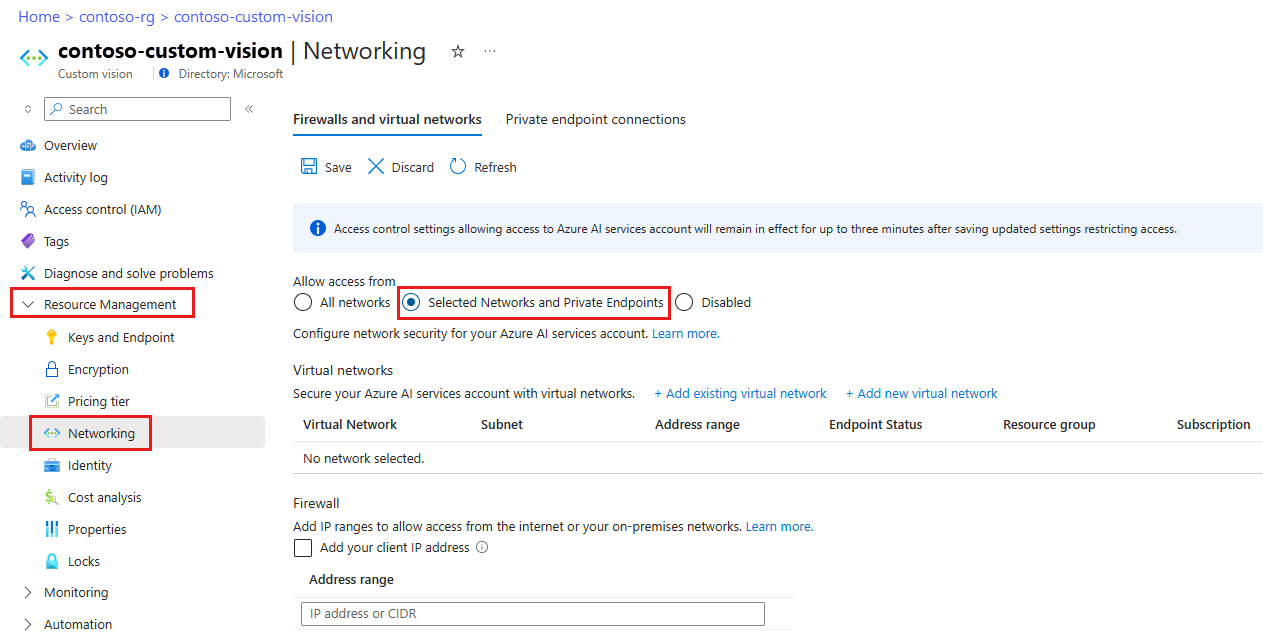 Home > contoso-rg > contoso-custom-vision
contoso-custom-vision | Networking
Custom vision
Directory: Microsoft
Search
Overview
Activity log
Access control (IAM)
Tags
Diagnose and solve problems
Resource Management
Keys and Endpoint
Encryption
Pricing tier
Networking
Identity
Cost analysis
Properties
Locks
Monitoring
Automation
Firewalls and virtual networks Private endpoint connections
Save Discard Refresh
Access control settings allowing access to Azure AI services account will remain in effect for up to three minutes after saving updated settings restricting access.
Allow access from
All networks Selected Networks and Private Endpoints Disabled
Configure network security for your Azure AI services account. Learn more.
Virtual networks
Secure your Azure AI services account with virtual networks. + Add existing virtual network + Add new virtual network
Virtual Network Subnet Address range Endpoint Status Resource group Subscription
No network selected.
Firewall
Add IP ranges to allow access from the internet or your on-premises networks. Learn more.
Add your client IP address
Address range
IP address or CIDR